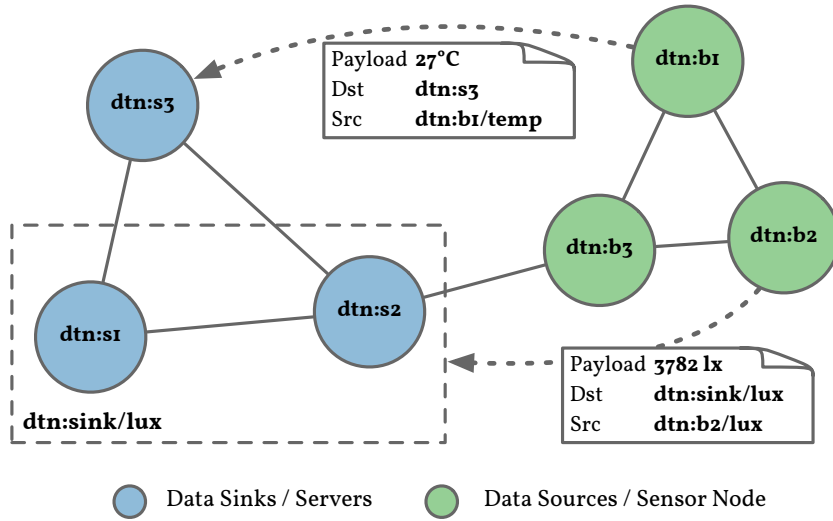 dtn:b1
Payload 27°C
Dst dtn:s3
Src dtn:b1/temp
dtn:s3
dtn:b3
dtn:b2
dtn:s2
dtn:s1
Payload 3782 lx
Dst dtn:sink/lux
Src dtn:b2/lux
dtn:sink/lux
Data Sinks / Servers
Data Sources / Sensor Node